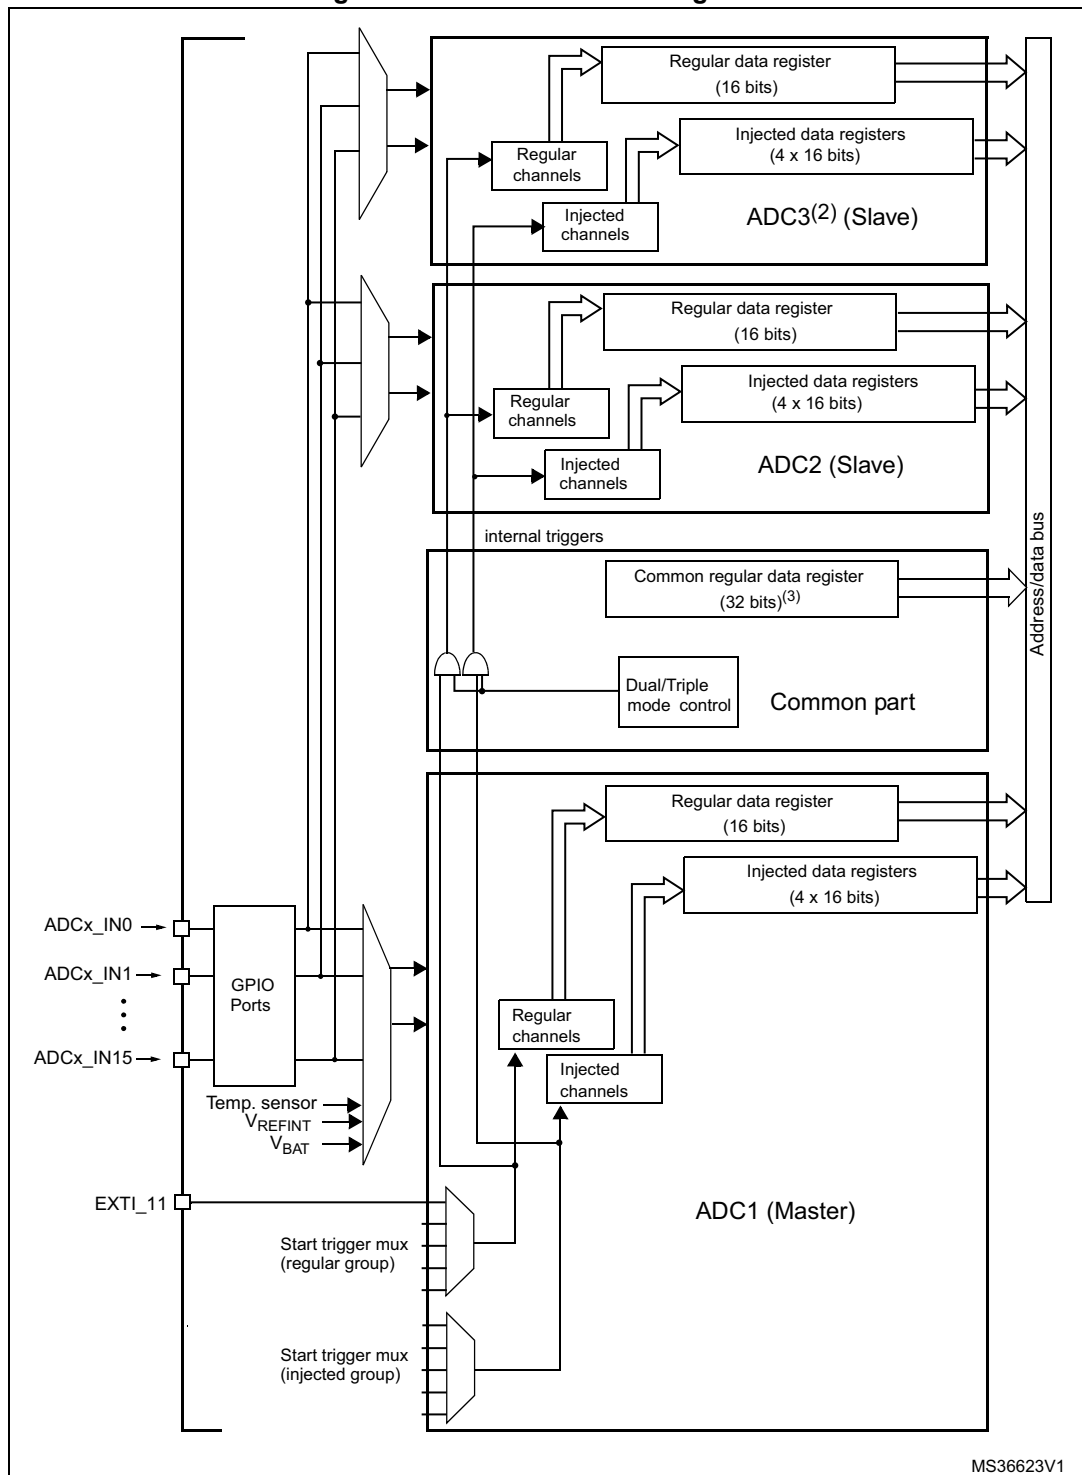 Regular data register
(16 bits)
Injected data registers
(4 x 16 bits)
Regular
channels
Injected
channels
ADC3(2) (Slave)
Regular data register
(16 bits)
Injected data registers
(4 x 16 bits)
Regular
channels
Injected
channels
ADC2 (Slave)
internal triggers
Common regular data register
(32 bits)(3)
Dual/Triple
mode control
Common part
Address/data bus
Regular data register
(16 bits)
Injected data registers
(4 x 16 bits)
ADCx_IN0
ADCx_IN1
ADCx_IN15
GPIO
Ports
Regular
channels
Injected
channels
Temp. sensor
VREFINT
VBAT
EXTI_11
ADC1 (Master)
Start trigger mux
(regular group)
Start trigger mux
(injected group)
MS36623V1